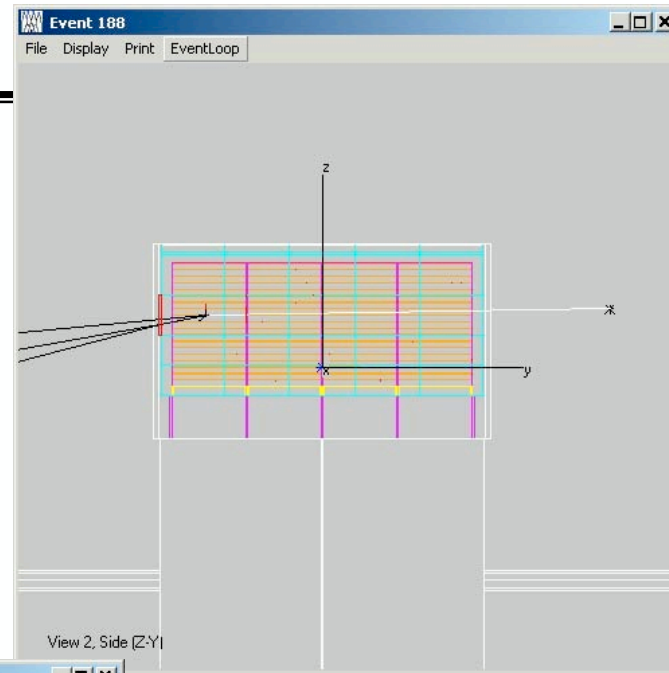 Event 188
File Display Print EventLoop
z
x
y
View 2, Side (Z-Y)